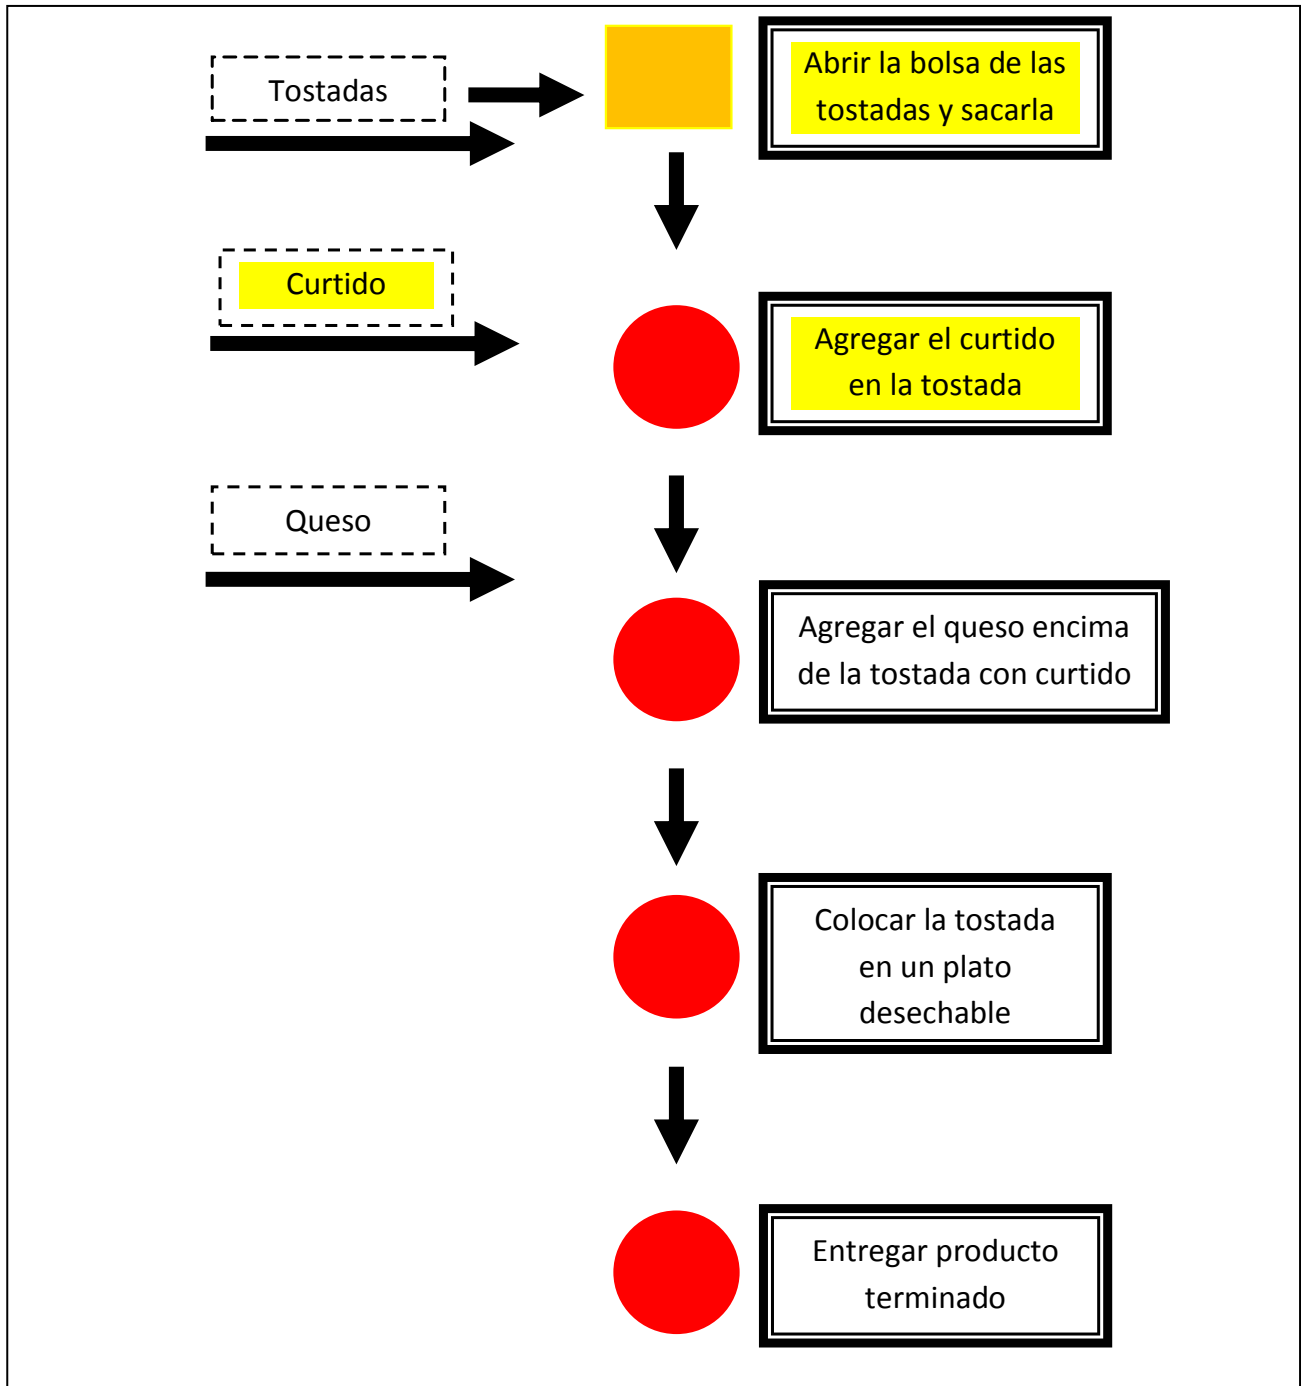 Tostadas
Abrir la bolsa de las
tostadas y sacarla
Curtido
Agregar el curtido
en la tostada
Queso
Agregar el queso encima
de la tostada con curtido
Colocar la tostada
en un plato
desechable
Entregar producto
terminado